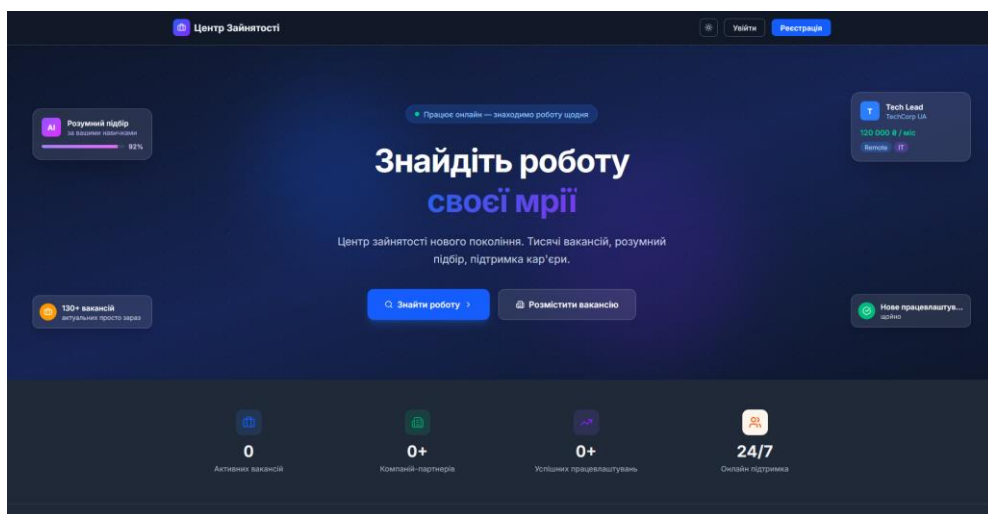 Центр Зайнятості
Увійти
Реєстрація
Працює онлайн — знаходимо роботу щодня
AI
Розумний підбір
за вашими навичками
92%
T
Tech Lead
TechCorp UA
120 000 ₴ / міс
Remote
IT
Знайдіть роботу
своєї мрії
Центр зайнятості нового покоління. Тисячі вакансій, розумний
підбір, підтримка кар'єри.
Знайти роботу
Розмістити вакансію
130+ вакансій
актуальних просто зараз
Нове працевлаштув...
щойно
0
Активних вакансій
0+
Компаній-партнерів
0+
Успішних працевлаштувань
24/7
Онлайн підтримка